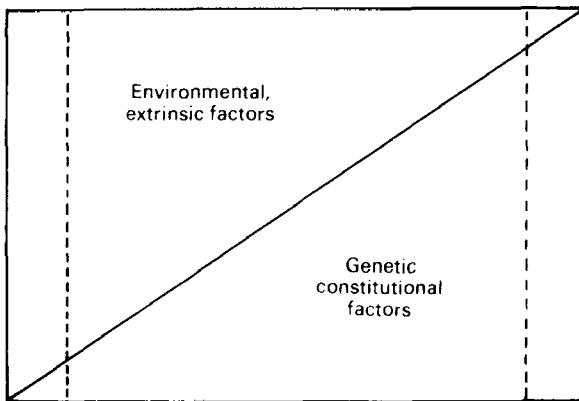 Environmental,
extrinsic factors
Genetic
constitutional
factors